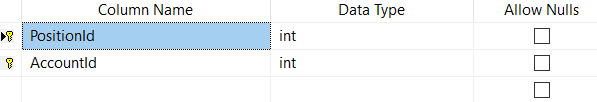 Column Name Data Type Allow Nulls
PositionId int
AccountId int